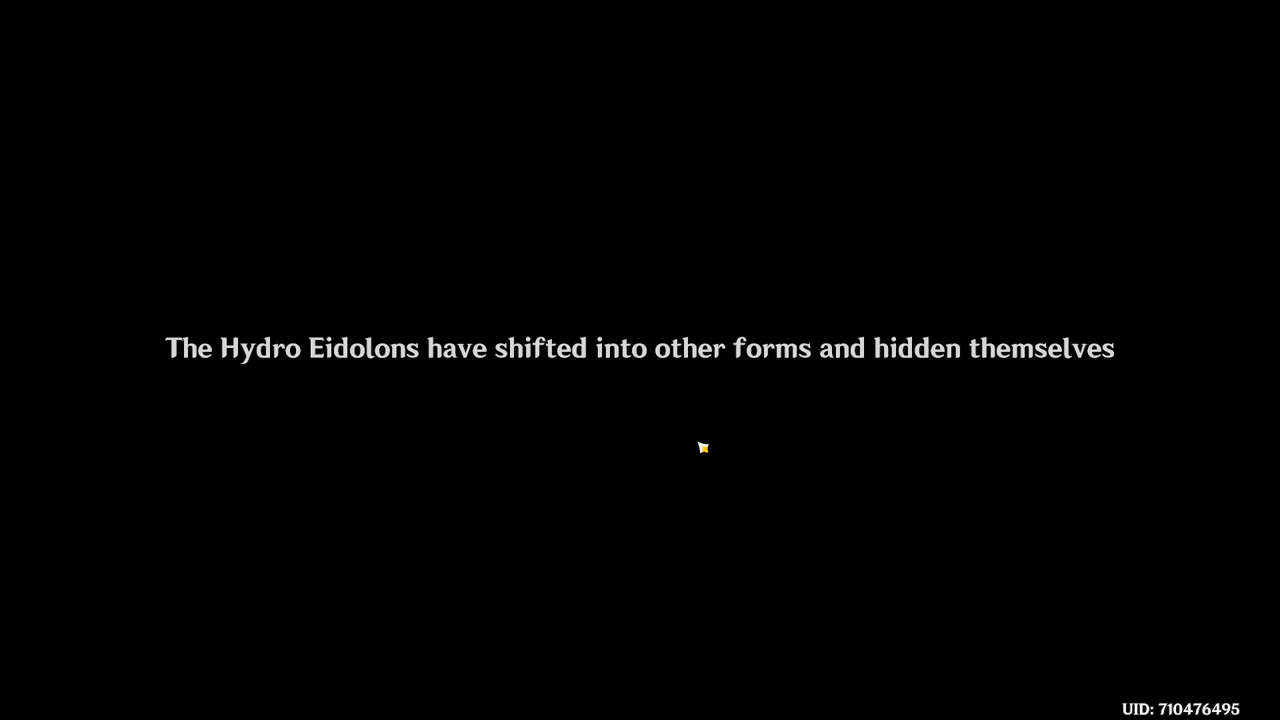 The Hydro Eidolons have shifted into other forms and hidden themselves
UID: 710476495